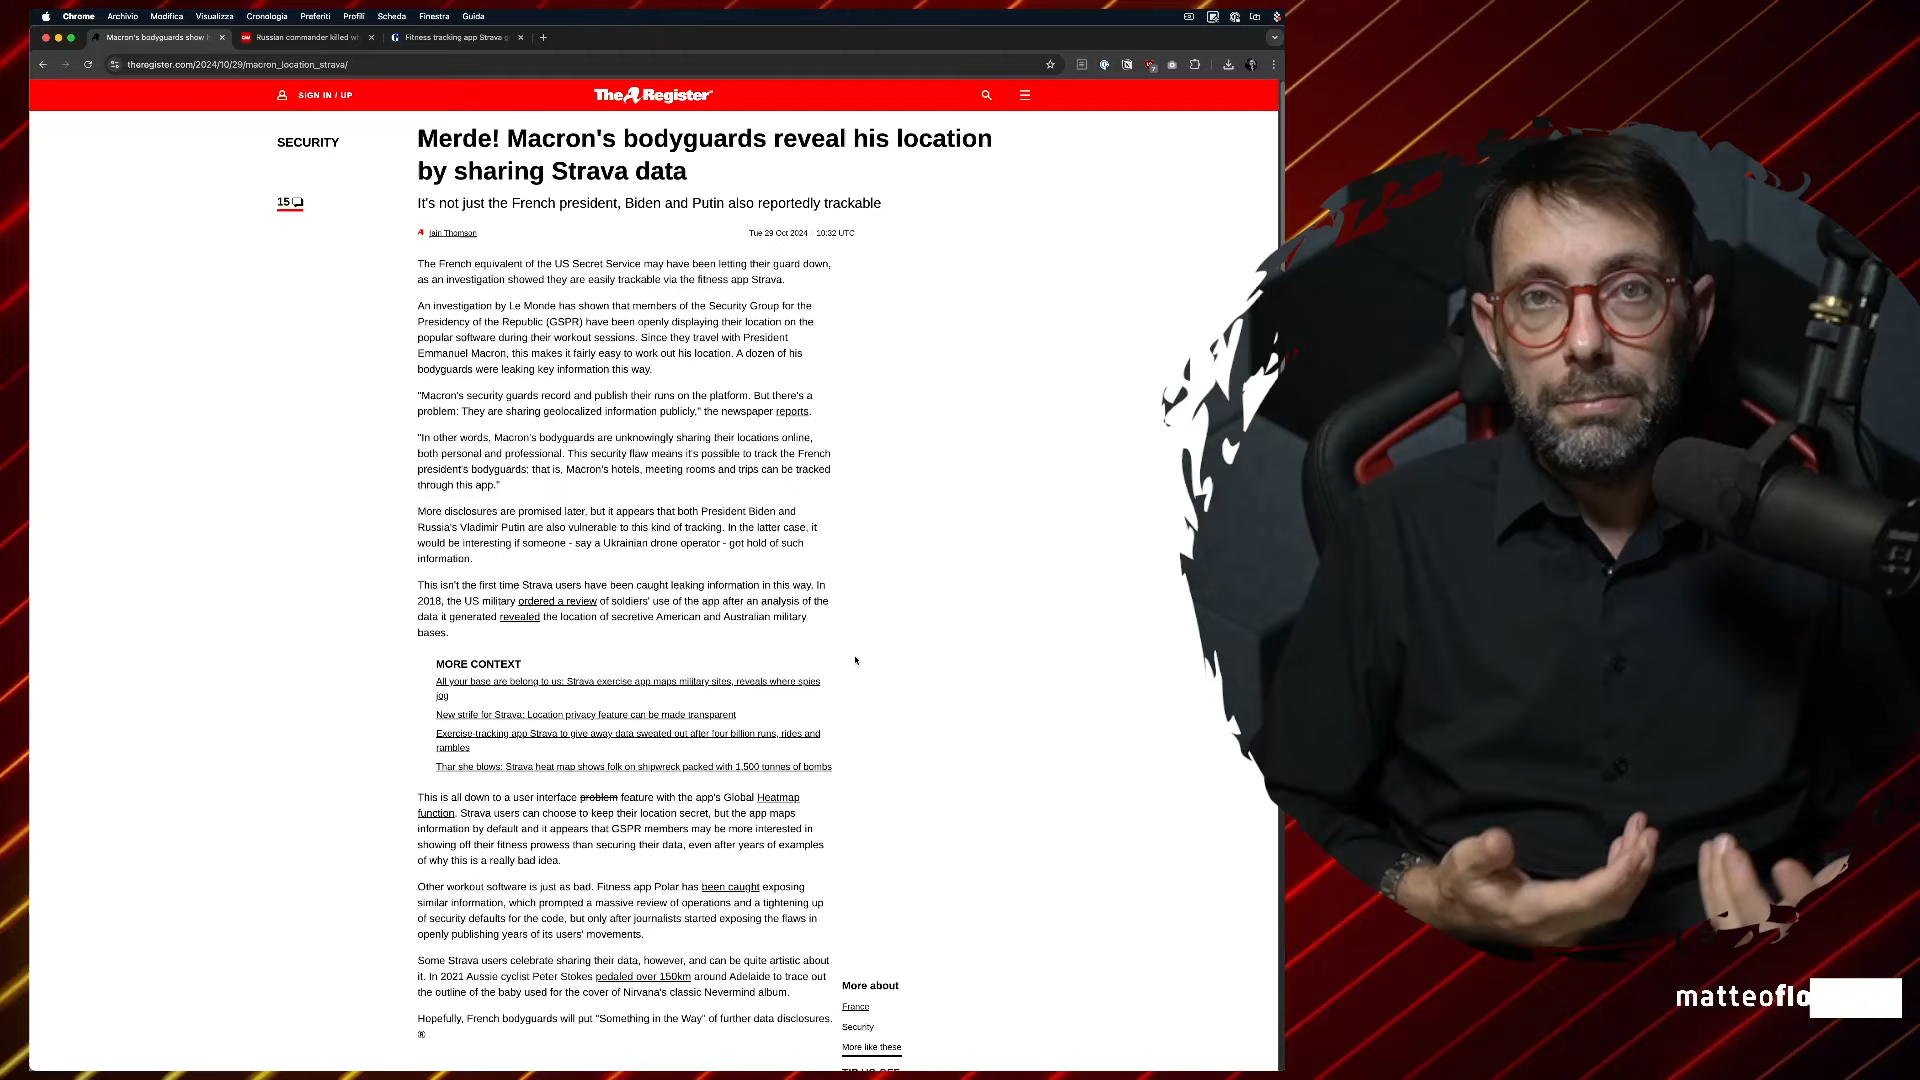 Chrome Archivio Modifica Visualizza Cronologia Preferiti Profili Scheda Finestra Guida
Macron's bodyguards show
Russian commander killed w
Fitness tracking app Strava g
theregister.com/2024/10/29/macron_location_strava/
SIGN IN / UP
The Register
SECURITY
Merde! Macron's bodyguards reveal his location
by sharing Strava data
15
It's not just the French president, Biden and Putin also reportedly trackable
Iain Thomson
Tue 29 Oct 2024 10:32 UTC
The French equivalent of the US Secret Service may have been letting their guard down,
as an investigation showed they are easily trackable via the fitness app Strava.
An investigation by Le Monde has shown that members of the Security Group for the
Presidency of the Republic (GSPR) have been openly displaying their location on the
popular software during their workout sessions. Since they travel with President
Emmanuel Macron, this makes it fairly easy to work out his location. A dozen of his
bodyguards were leaking key information this way.
"Macron's security guards record and publish their runs on the platform. But there's a
problem: They are sharing geolocalized information publicly," the newspaper reports.
"In other words, Macron's bodyguards are unknowingly sharing their locations online,
both personal and professional. This security flaw means it's possible to track the French
president's bodyguards; that is, Macron's hotels, meeting rooms and trips can be tracked
through this app."
More disclosures are promised later, but it appears that both President Biden and
Russia's Vladimir Putin are also vulnerable to this kind of tracking. In the latter case, it
would be interesting if someone - say a Ukrainian drone operator - got hold of such
information.
This isn't the first time Strava users have been caught leaking information in this way. In
2018, the US military ordered a review of soldiers' use of the app after an analysis of the
data it generated revealed the location of secretive American and Australian military
bases.
MORE CONTEXT
All your base are belong to us: Strava exercise app maps military sites, reveals where spies
jog
New strife for Strava: Location privacy feature can be made transparent
Exercise-tracking app Strava to give away data sweated out after four billion runs, rides and
rambles
Thar she blows: Strava heat map shows folk on shipwreck packed with 1,500 tonnes of bombs
This is all down to a user interface problem feature with the app's Global Heatmap
function. Strava users can choose to keep their location secret, but the app maps
information by default and it appears that GSPR members may be more interested in
showing off their fitness prowess than securing their data, even after years of examples
of why this is a really bad idea.
Other workout software is just as bad. Fitness app Polar has been caught exposing
similar information, which prompted a massive review of operations and a tightening up
of security defaults for the code, but only after journalists started exposing the flaws in
openly publishing years of its users' movements.
Some Strava users celebrate sharing their data, however, and can be quite artistic about
it. In 2021 Aussie cyclist Peter Stokes pedaled over 150km around Adelaide to trace out
the outline of the baby used for the cover of Nirvana's classic Nevermind album.
Hopefully, French bodyguards will put "Something in the Way" of further data disclosures.
®
More about
France
Security
More like these
matteoflo